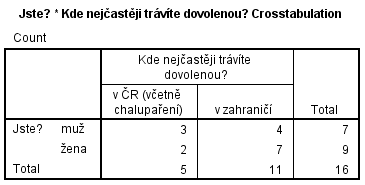 Jste? * Kde nejčastěji trávíte dovolenou? Crosstabulation
Count
Kde nejčastěji trávíte
dovolenou?
v ČR (včetně
chalupaření) v zahraničí Total
Jste? muž 3 4 7
žena 2 7 9
Total 5 11 16